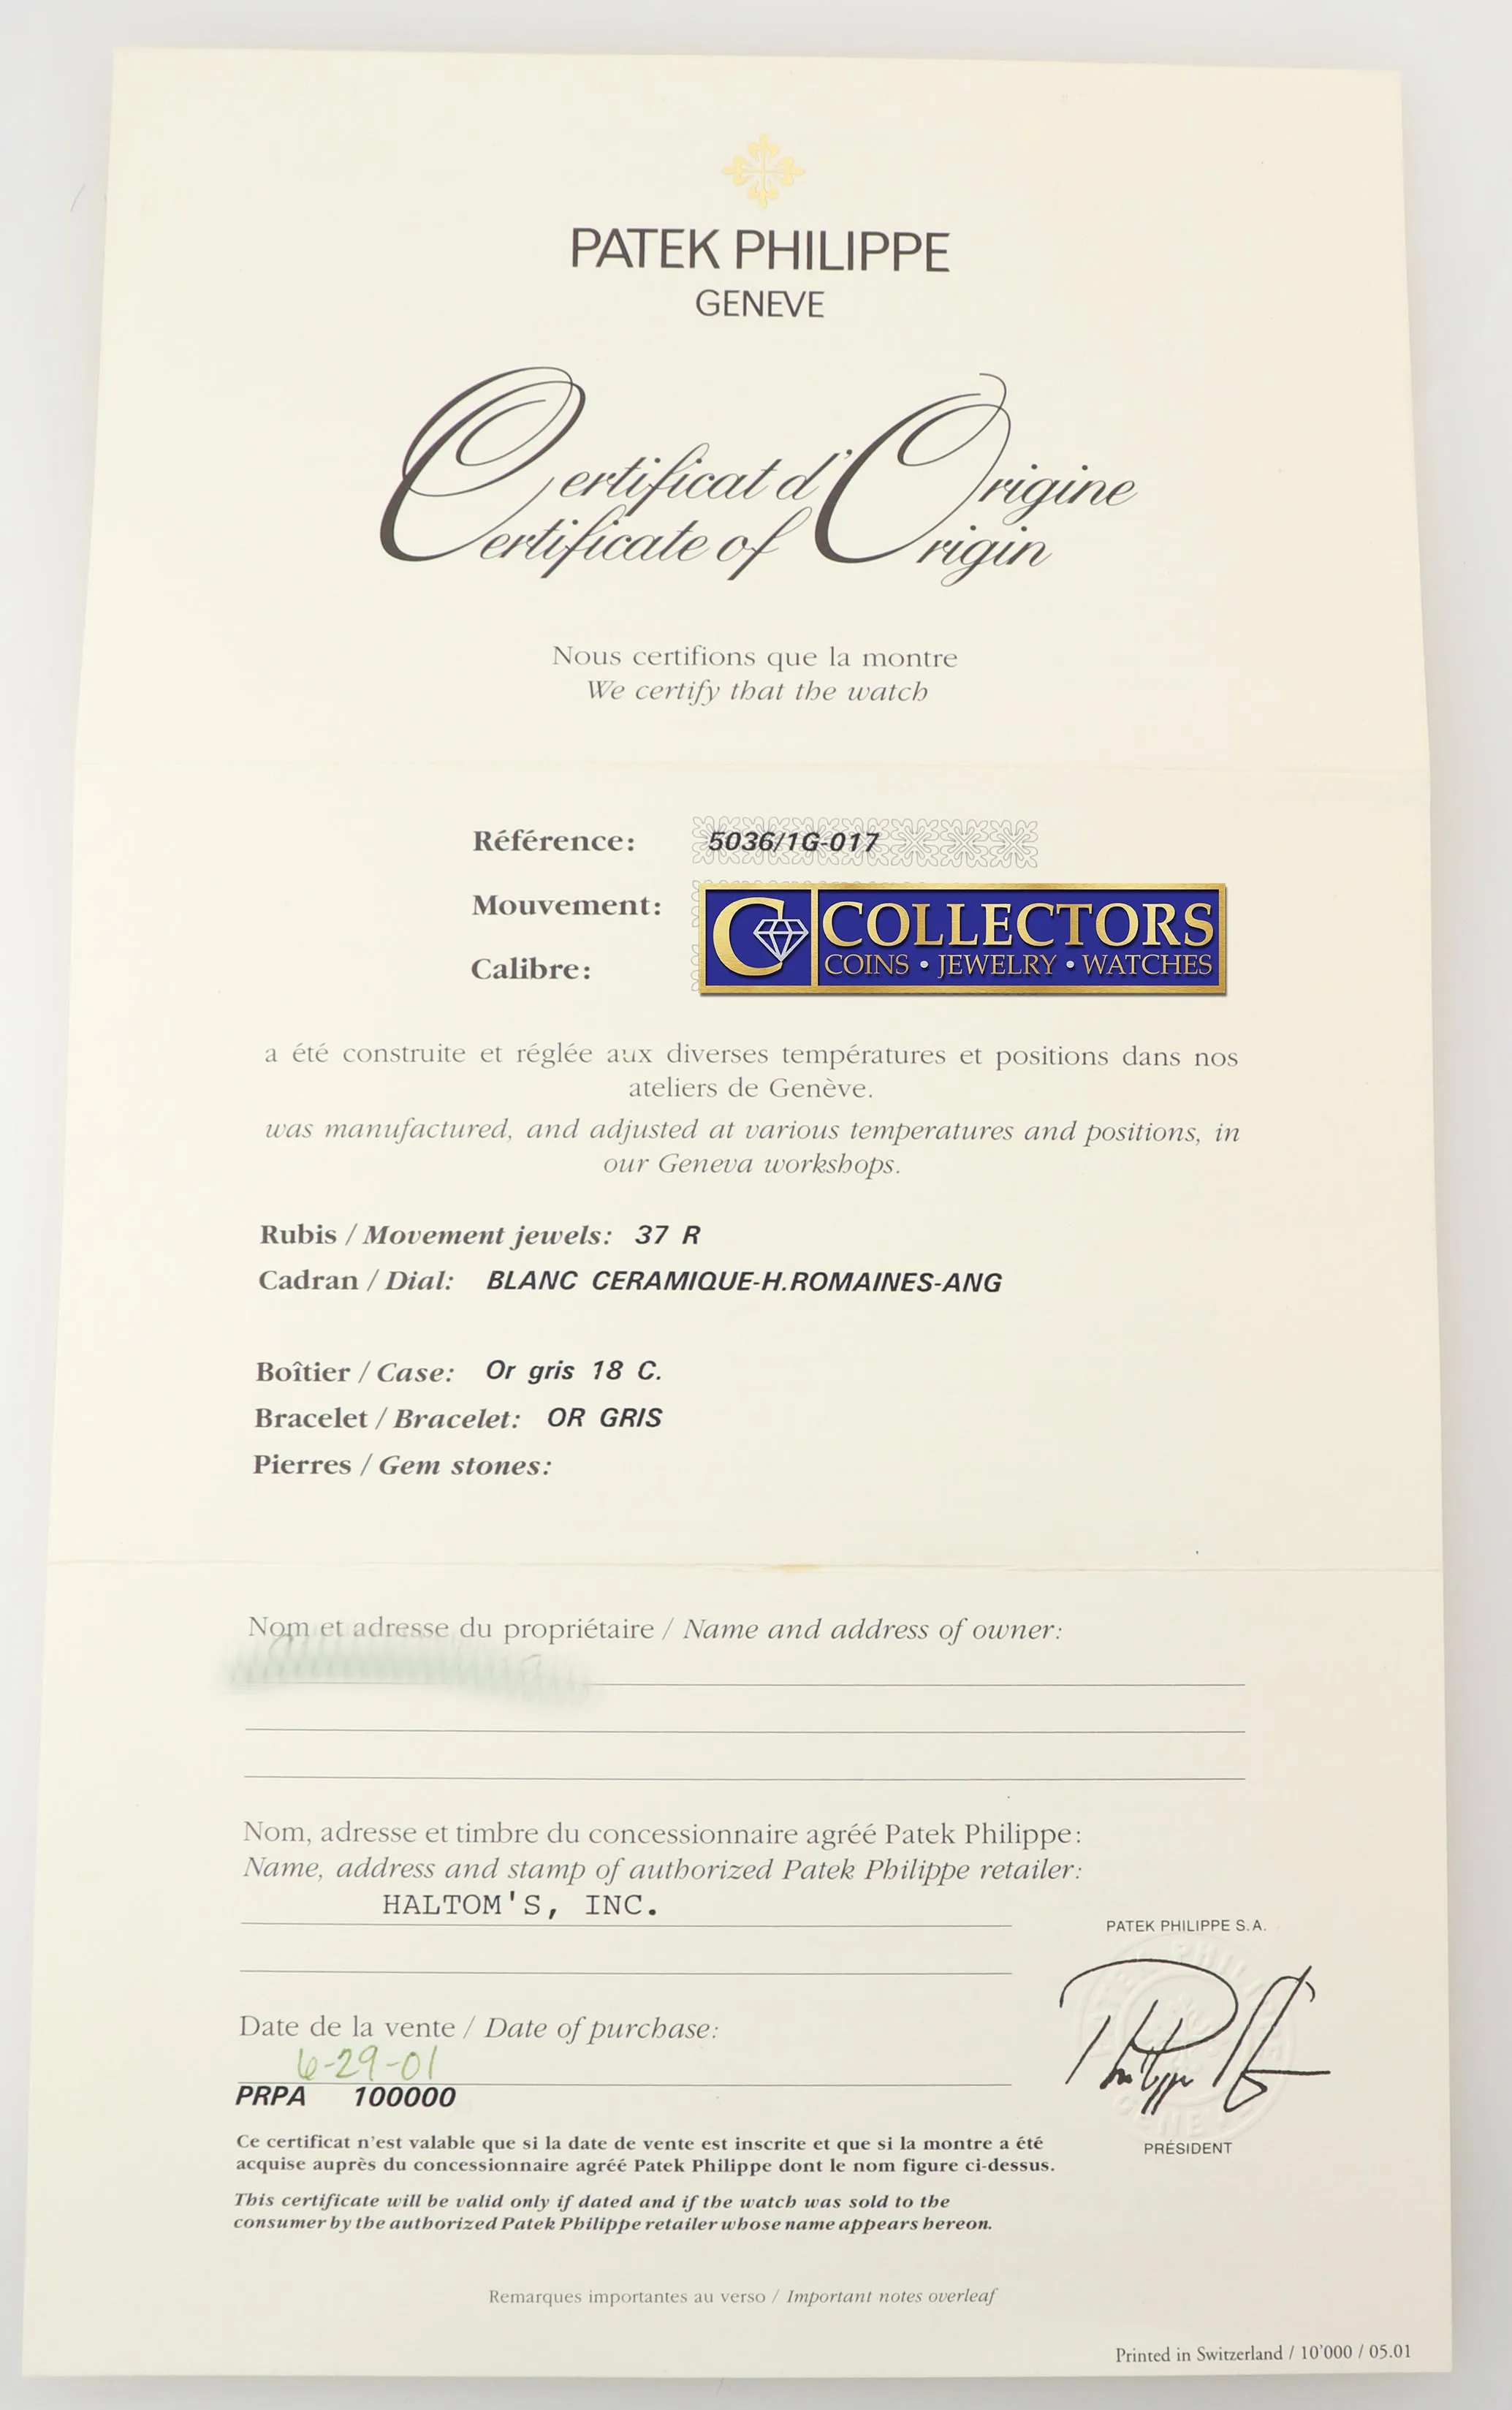 PATEK PHILIPPE
GENEVE
Certificat d'Origine
Certificate of Origin
Nous certifions que la montre
We certify that the watch
Référence: 5036/1G-017
Mouvement:
Calibre:
C COLLECTORS
COINS • JEWELRY • WATCHES
a été construite et réglée aux diverses températures et positions dans nos
ateliers de Genève.
was manufactured, and adjusted at various temperatures and positions, in
our Geneva workshops.
Rubis / Movement jewels: 37 R
Cadran / Dial: BLANC CERAMIQUE-H.ROMAINES-ANG
Boîtier / Case: Or gris 18 C.
Bracelet / Bracelet: OR GRIS
Pierres / Gem stones:
Nom et adresse du propriétaire / Name and address of owner:
Nom, adresse et timbre du concessionnaire agréé Patek Philippe:
Name, address and stamp of authorized Patek Philippe retailer:
HALTOM'S, INC.
PATEK PHILIPPE S.A.
Date de la vente / Date of purchase:
6-29-01
PRPA 100000
PRÉSIDENT
Ce certificat n'est valable que si la date de vente est inscrite et que si la montre a été
acquise auprès du concessionnaire agréé Patek Philippe dont le nom figure ci-dessus.
This certificate will be valid only if dated and if the watch was sold to the
consumer by the authorized Patek Philippe retailer whose name appears hereon.
Remarques importantes au verso / Important notes overleaf
Printed in Switzerland / 10'000 / 05.01